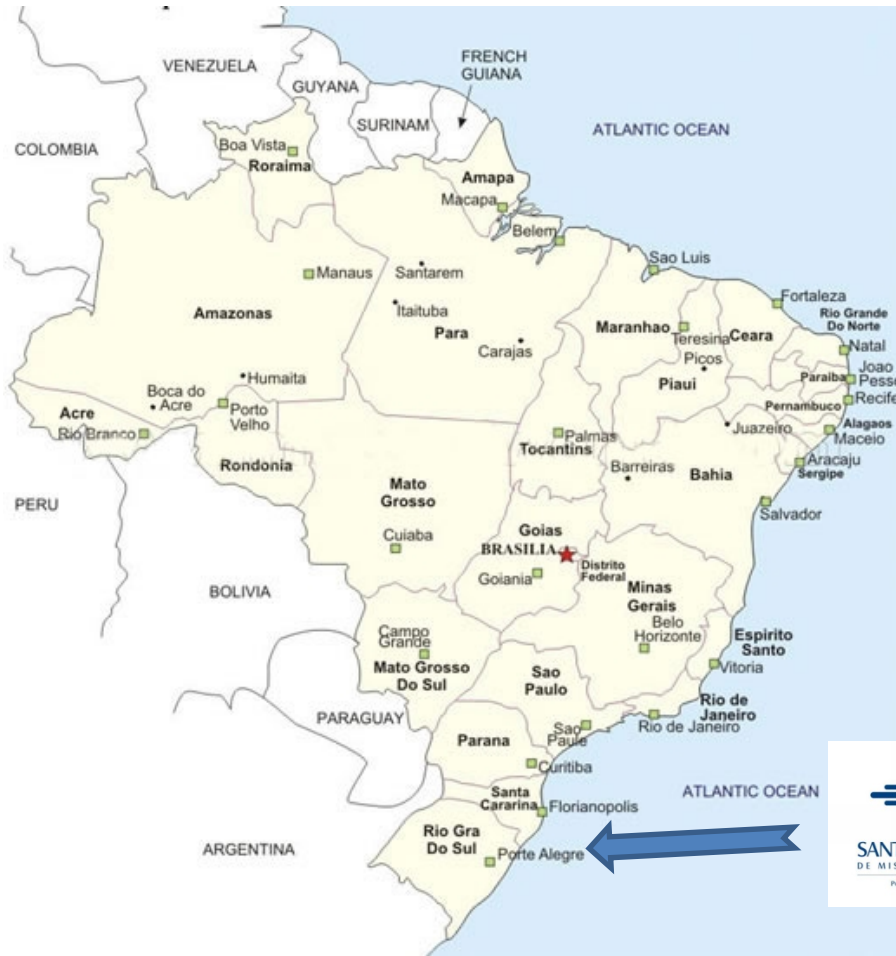 VENEZUELA
FRENCH
GUIANA
GUYANA
SURINAM
ATLANTIC OCEAN
COLOMBIA
Boa Vista
Roraima
Amapa
Macapa
Belem
Sao Luis
Manaus
Santarem
Fortaleza
Amazonas
Itaituba
Para
Maranhao
Teresina
Ceara
Rio Grande
Do Norte
Natal
Carajas
Picos
Piaui
Paraiba
Joao
Humaita
Boca do
Acre
Acre
Porto
Velho
Pernambuco
Recife
Juazeiro
Alagaos
Maceio
Rio Branco
Palmas
Tocantins
Rondonia
Barreiras
Bahia
Aracaju
Sergipe
Mato
Grosso
PERU
Salvador
Goias
BRASILIA
Cuiaba
Distrito
Federal
Goiania
BOLIVIA
Minas
Gerais
Belo
Horizonte
Campo
Grande
Espirito
Santo
Vitoria
Mato Grosso
Do Sul
Sao
Paulo
Rio de
Janeiro
PARAGUAY
Sao
Paule
Rio de Janeiro
Parana
Curitiba
ATLANTIC OCEAN
Santa
Cararina
Florianopolis
Rio Gra
Do Sul
ARGENTINA
Porte Alegre
SANT
DE MIS